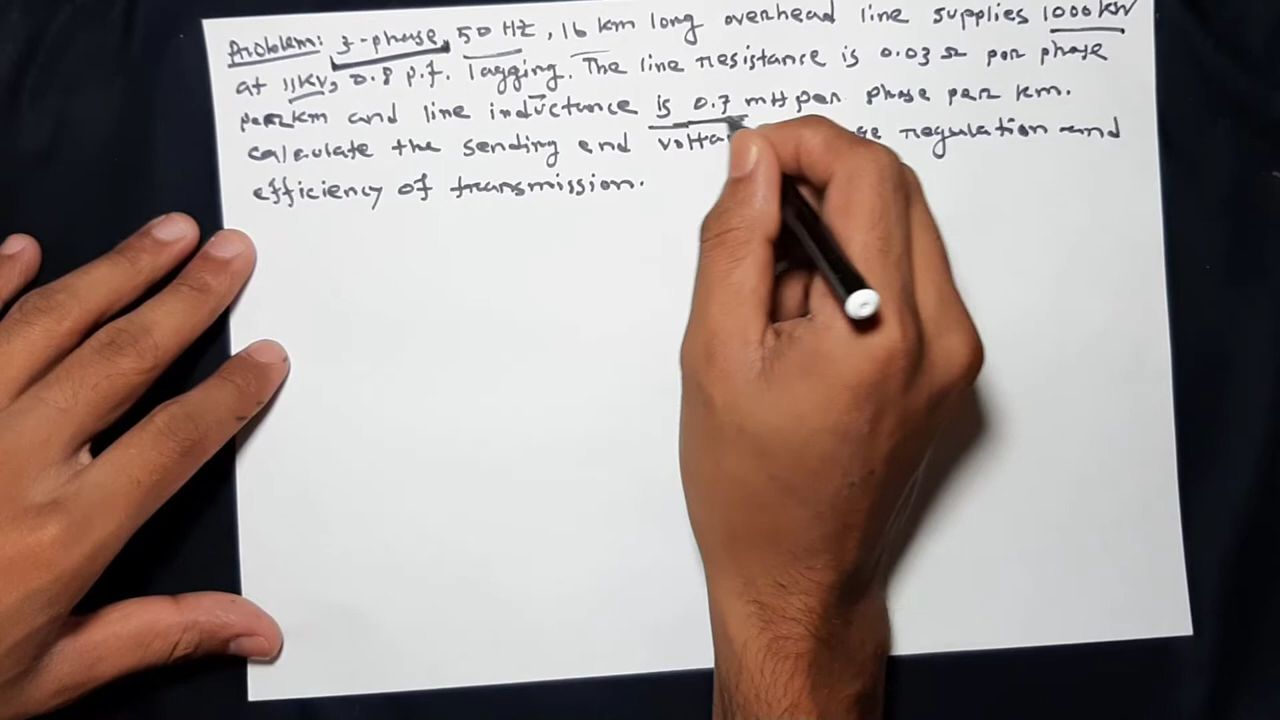 Problem: 3-phase, 50 Hz, 16 km long overhead line supplies 1000 kW
at 11KV, 0.8 p.f. lagging. The line resistance is 0.03 Ω per phase
per km and line inductance is 0.7 mH per phase per km.
calculate the sending end regulation and
efficiency of transmission.